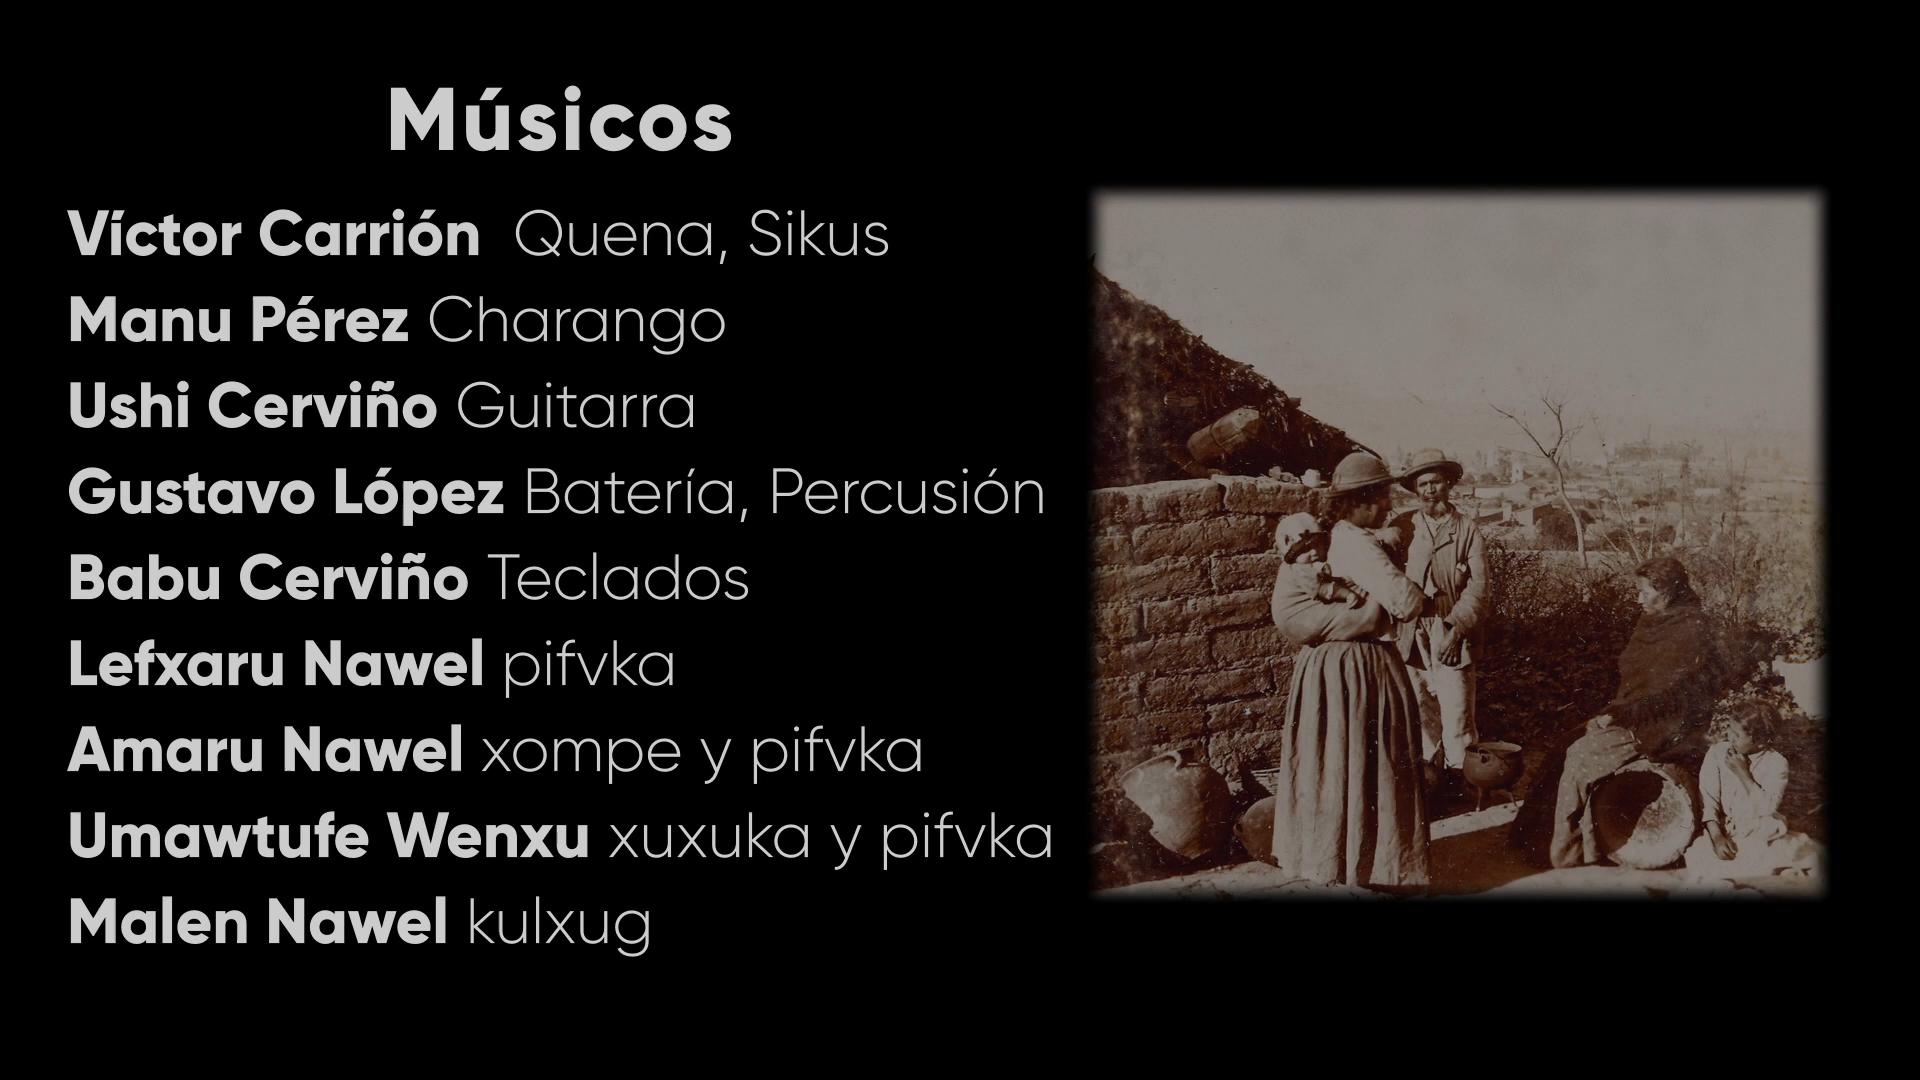 Músicos
Víctor Carrión Quena, Sikus
Manu Pérez Charango
Ushi Cerviño Guitarra
Gustavo López Batería, Percusión
Babu Cerviño Teclados
Lefxaru Nawel pifvka
Amaru Nawel xompe y pifvka
Umawtufe Wenxu xuxuka y pifvka
Malen Nawel kulxug